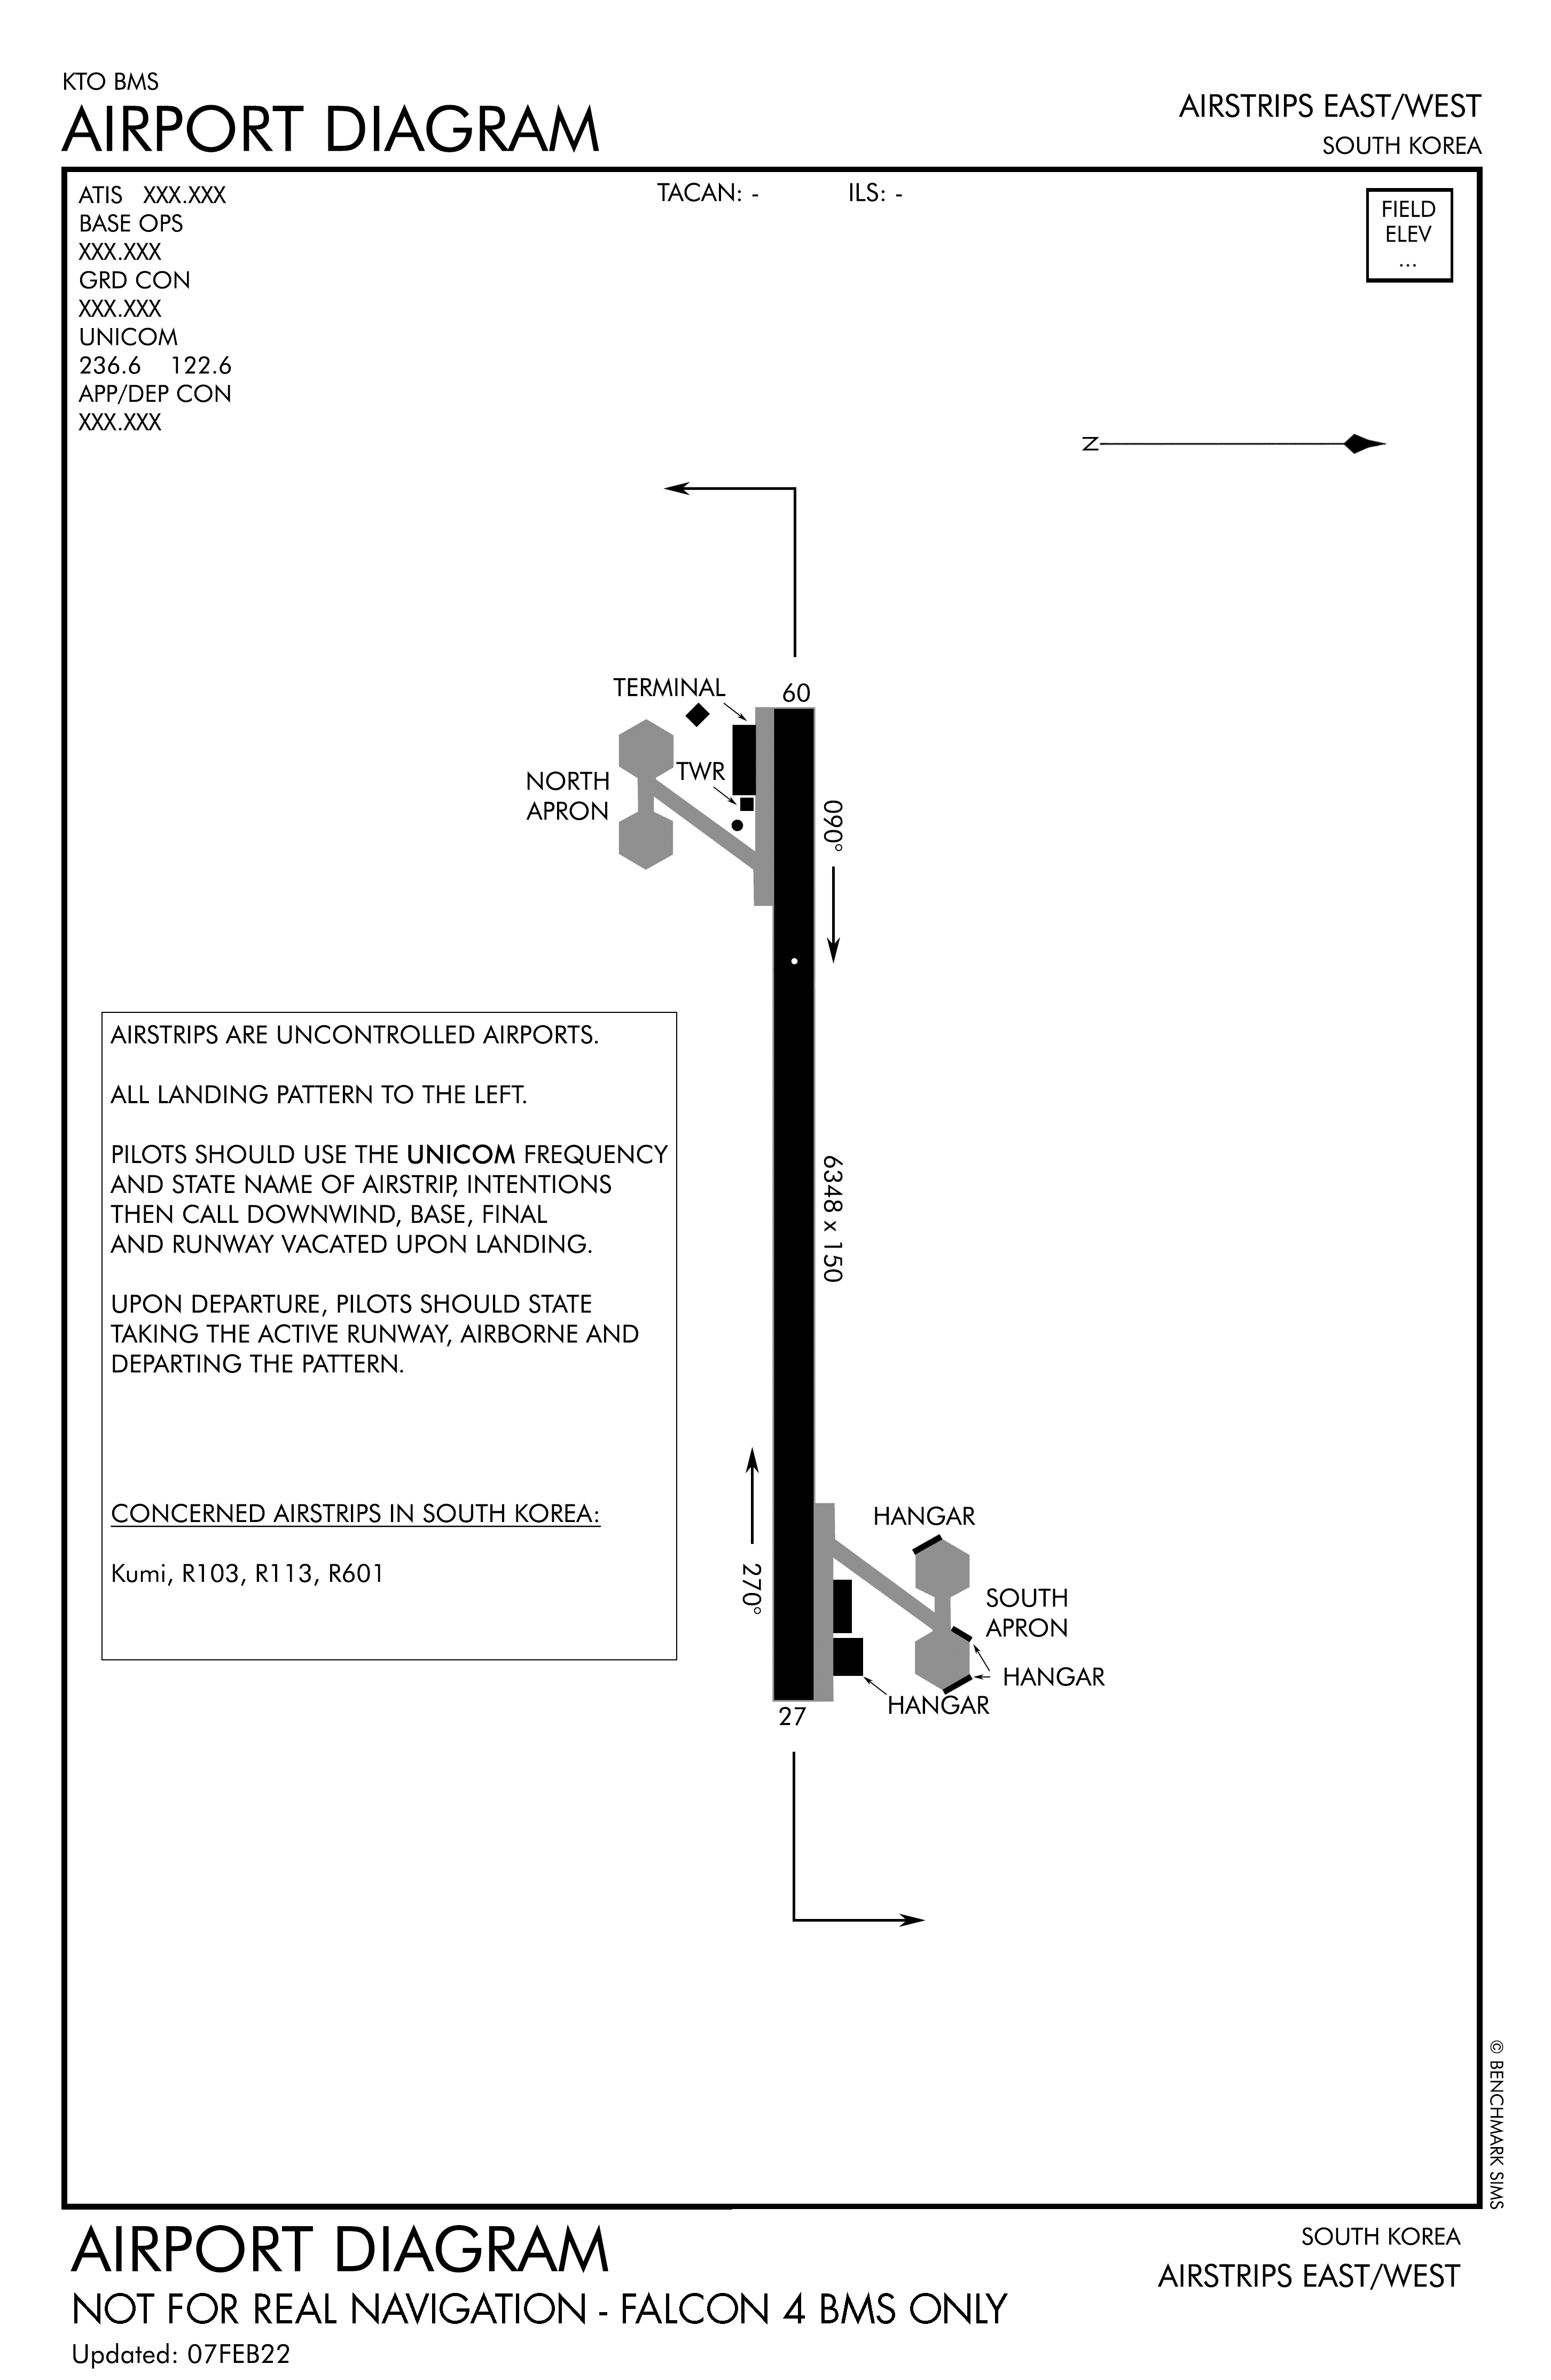 KTO BMS
AIRPORT DIAGRAM
AIRSTRIPS EAST/WEST
SOUTH KOREA
ATIS XXX.XXX
BASE OPS
XXX.XXX
GRD CON
XXX.XXX
UNICOM
236.6 122.6
APP/DEP CON
XXX.XXX
TACAN: - ILS: -
FIELD
ELEV
...
N
TERMINAL
60
TWR
NORTH
APRON
090°
AIRSTRIPS ARE UNCONTROLLED AIRPORTS.
ALL LANDING PATTERN TO THE LEFT.
PILOTS SHOULD USE THE UNICOM FREQUENCY
AND STATE NAME OF AIRSTRIP, INTENTIONS
THEN CALL DOWNWIND, BASE, FINAL
AND RUNWAY VACATED UPON LANDING.
UPON DEPARTURE, PILOTS SHOULD STATE
TAKING THE ACTIVE RUNWAY, AIRBORNE AND
DEPARTING THE PATTERN.
CONCERNED AIRSTRIPS IN SOUTH KOREA:
Kumi, R103, R113, R601
6348 x 150
270°
HANGAR
SOUTH
APRON
HANGAR
HANGAR
27
© BENCHMARK SIMS
AIRPORT DIAGRAM
NOT FOR REAL NAVIGATION - FALCON 4 BMS ONLY
Updated: 07FEB22
SOUTH KOREA
AIRSTRIPS EAST/WEST